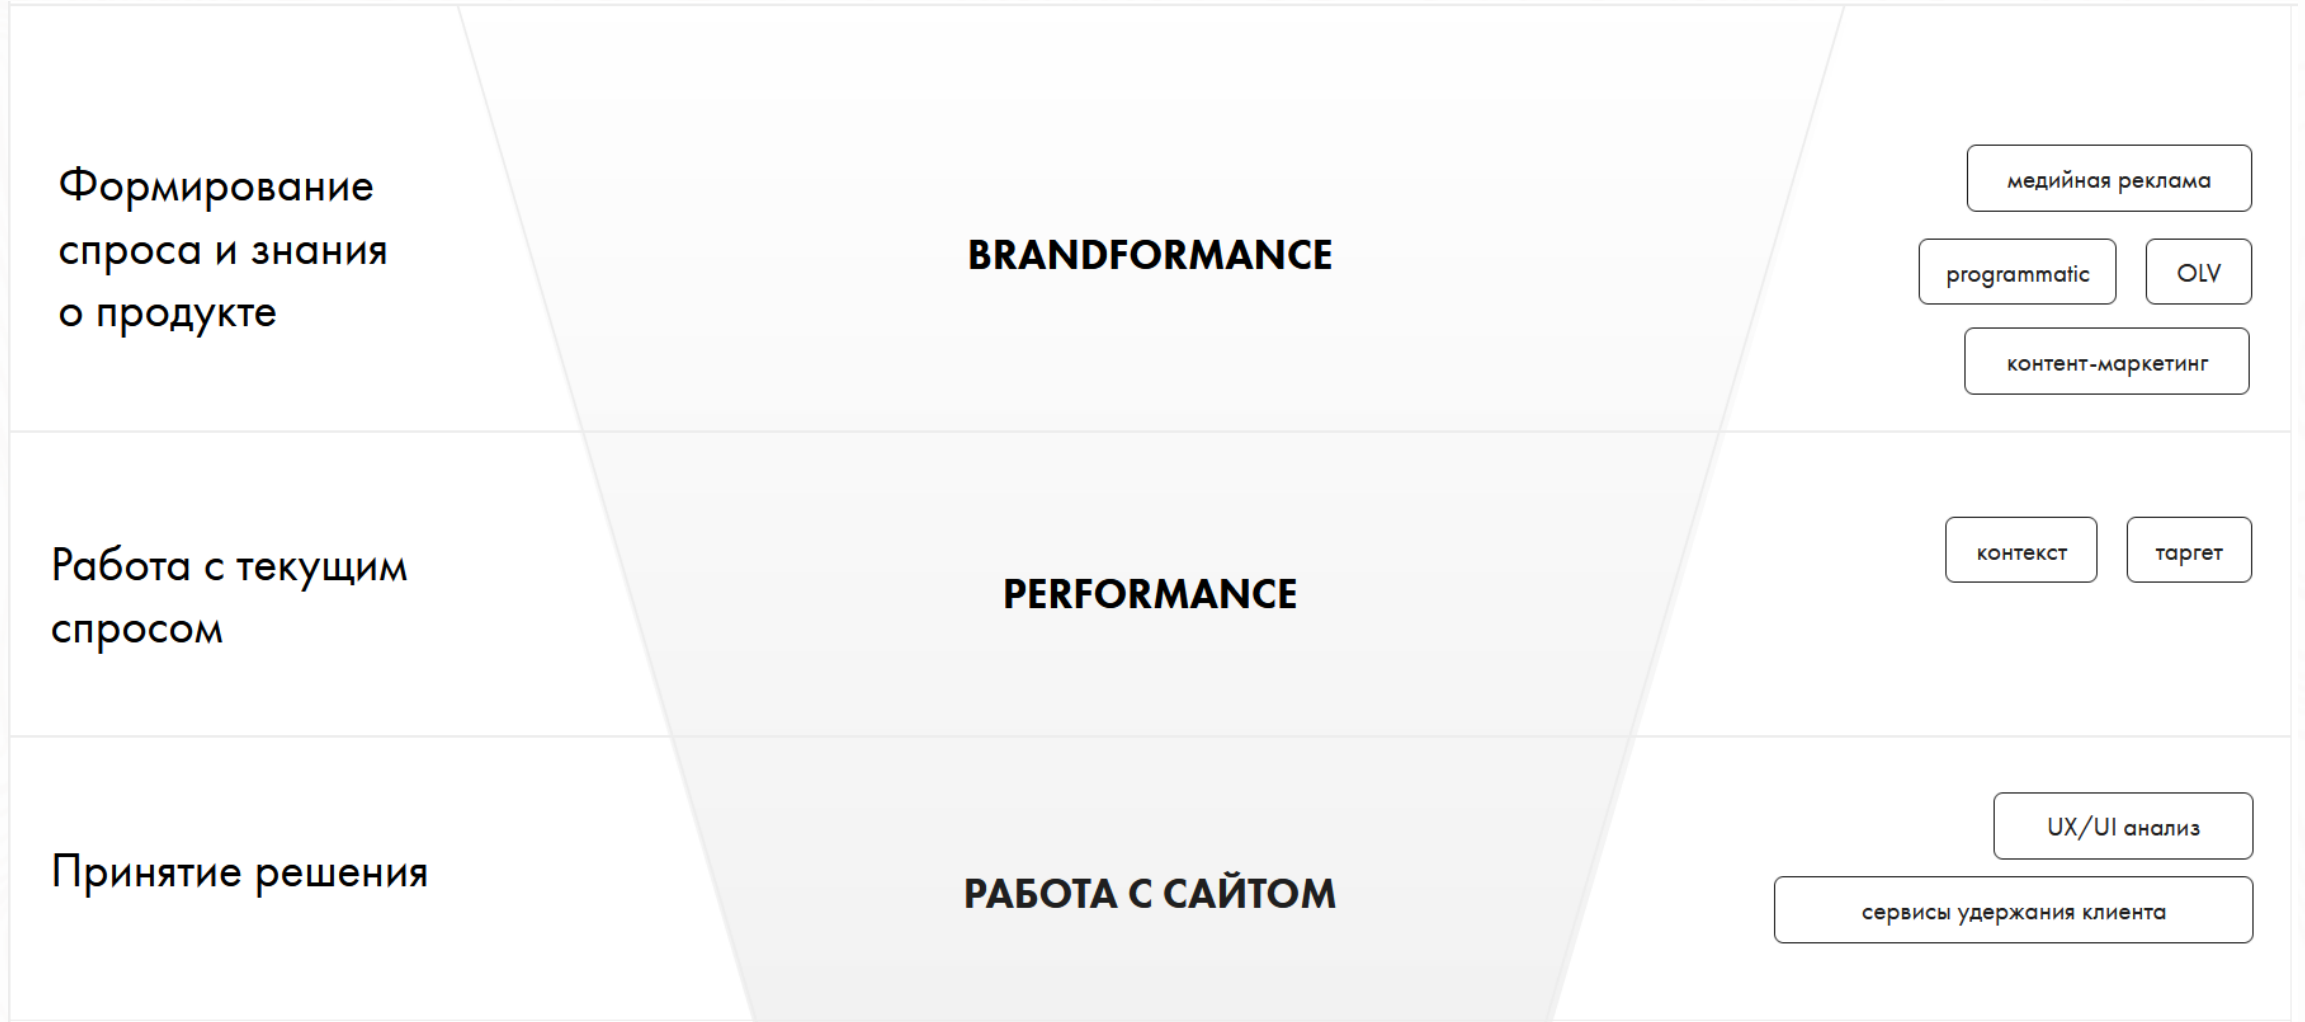 Формирование
спроса и знания
о продукте
BRANDFORMANCE
медийная реклама
programmatic
OLV
контент-маркетинг
Работа с текущим
спросом
PERFORMANCE
контекст
таргет
Принятие решения
РАБОТА С САЙТОМ
UX/UI анализ
сервисы удержания клиента